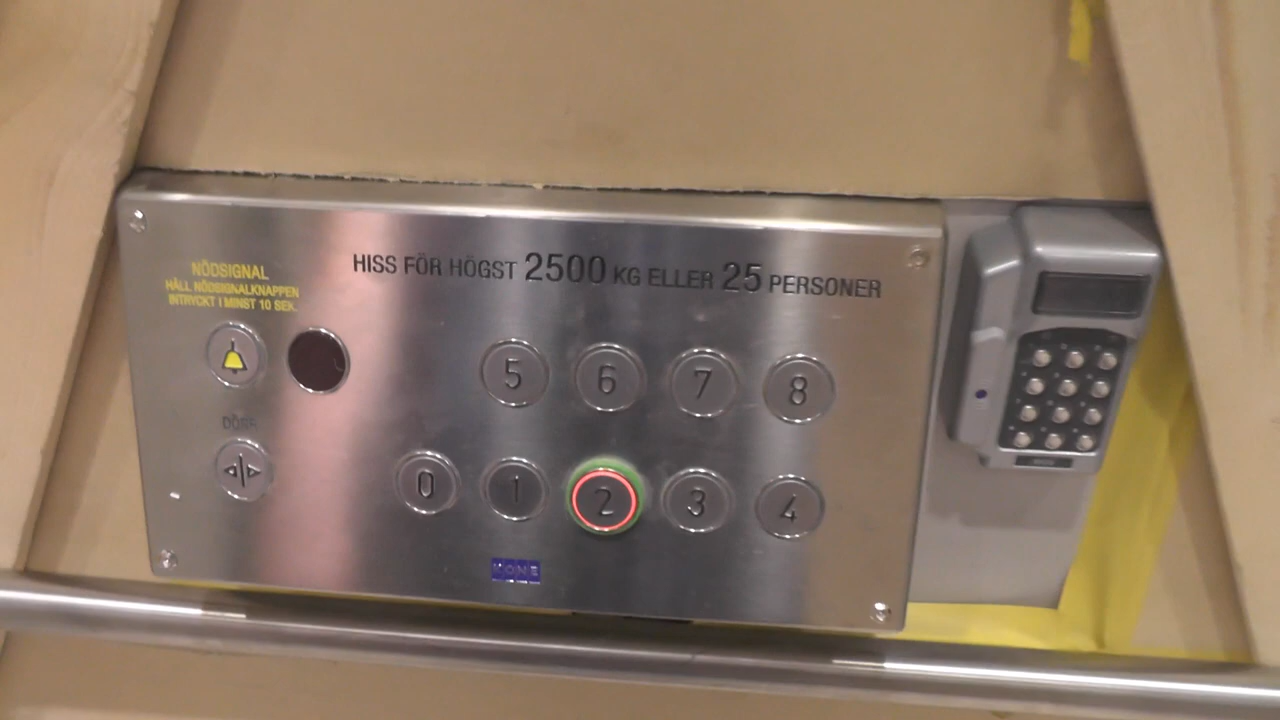 HISS FÖR HÖGST 2500 KG ELLER 25 PERSONER
NÖDSIGNAL
HÅLL NÖDSIGNALKNAPPEN
INTRYCKT I MINST 10 SEK.
5 6 7 8
DÖRR
0 1 2 3 4
KONE